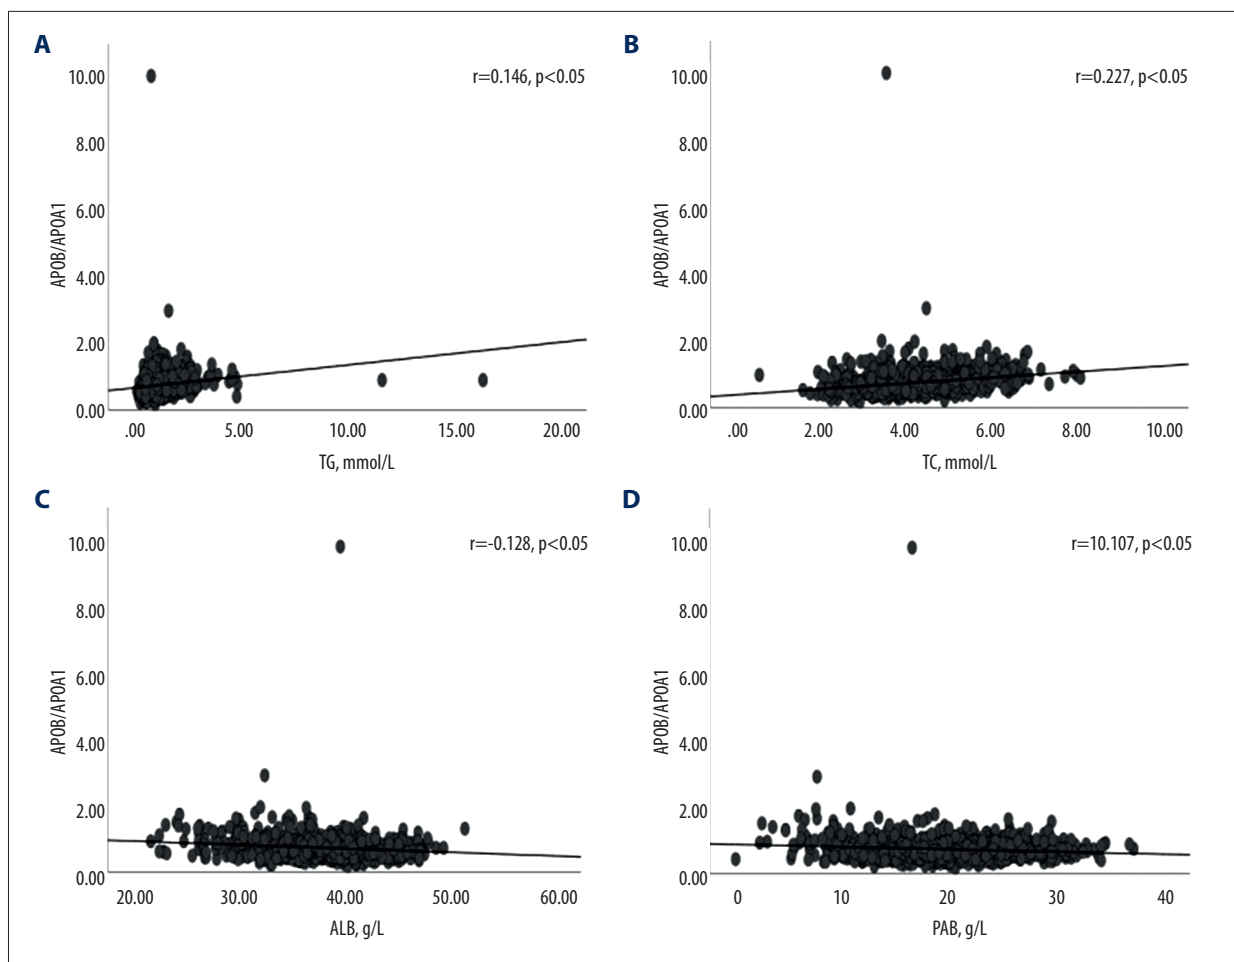 A
r=0.146, p<0.05
10.00
8.00
6.00
4.00
2.00
0.00
APOB/APOA1
.00 5.00 10.00 15.00 20.00
TG, mmol/L
B
r=0.227, p<0.05
10.00
8.00
6.00
4.00
2.00
0.00
APOB/APOA1
.00 2.00 4.00 6.00 8.00 10.00
TC, mmol/L
C
r=-0.128, p<0.05
10.00
8.00
6.00
4.00
2.00
0.00
APOB/APOA1
20.00 30.00 40.00 50.00 60.00
ALB, g/L
D
r=10.107, p<0.05
10.00
8.00
6.00
4.00
2.00
0.00
APOB/APOA1
0 10 20 30 40
PAB, g/L